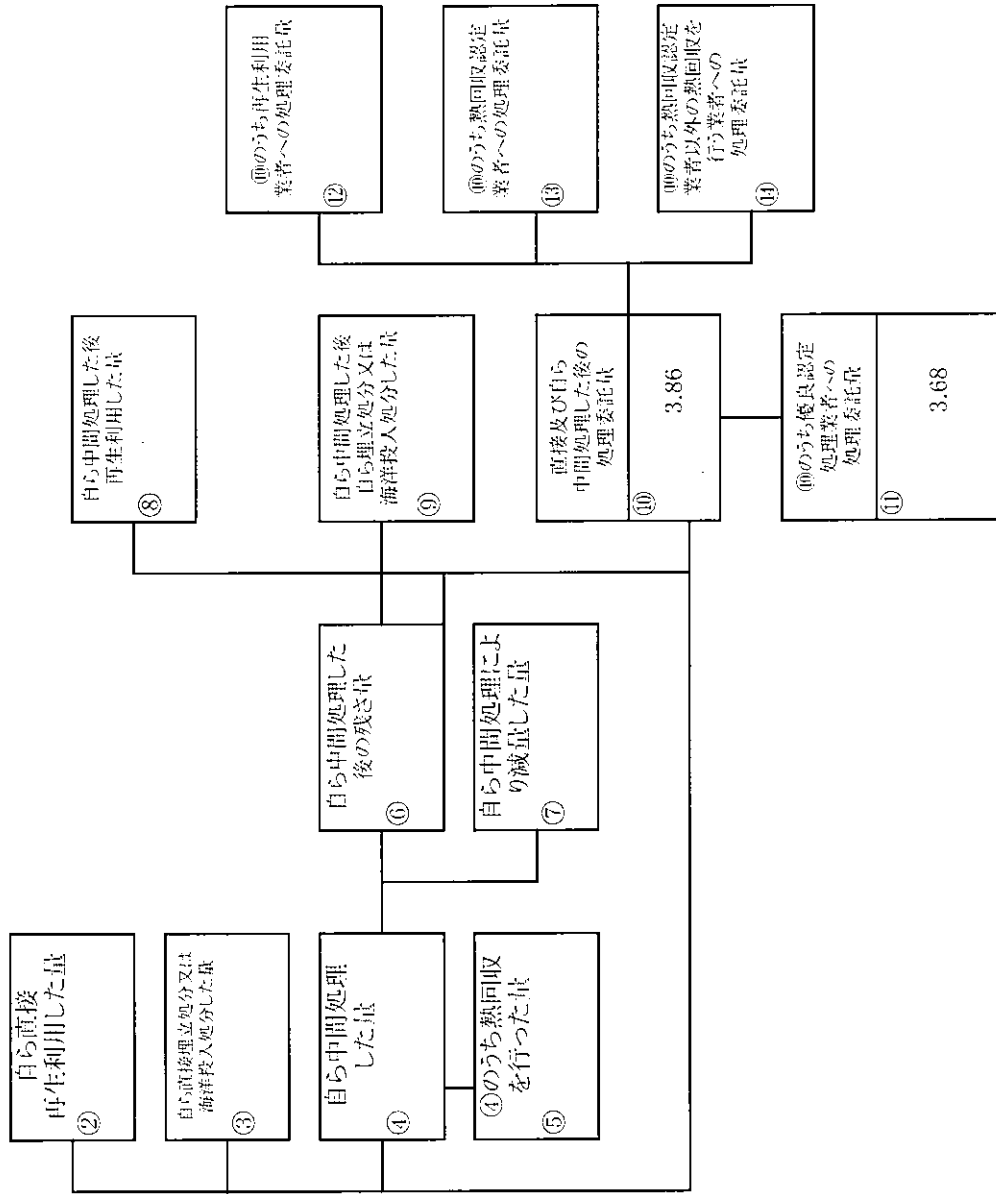 自ら直接
再生利用した量
②
自ら直接埋立処分又は
海洋投入処分した量
③
自ら中間処理
した量
④
④のうち熱回収
を行った量
⑤
自ら中間処理した
後の残さ量
⑥
自ら中間処理によ
り減量した量
⑦
自ら中間処理した後
再生利用した量
⑧
自ら中間処理した後
自ら埋立処分又は
海洋投入処分した量
⑨
直接及び自ら
中間処理した後の
処理委託量
⑩
3.86
⑩のうち優良認定
処理業者への
処理委託量
⑪
3.68
⑩のうち再生利用
業者への処理委託量
⑫
⑩のうち熱回収認定
業者への処理委託量
⑬
⑩のうち熱回収認定
業者以外の熱回収を
行う業者への
処理委託量
⑭